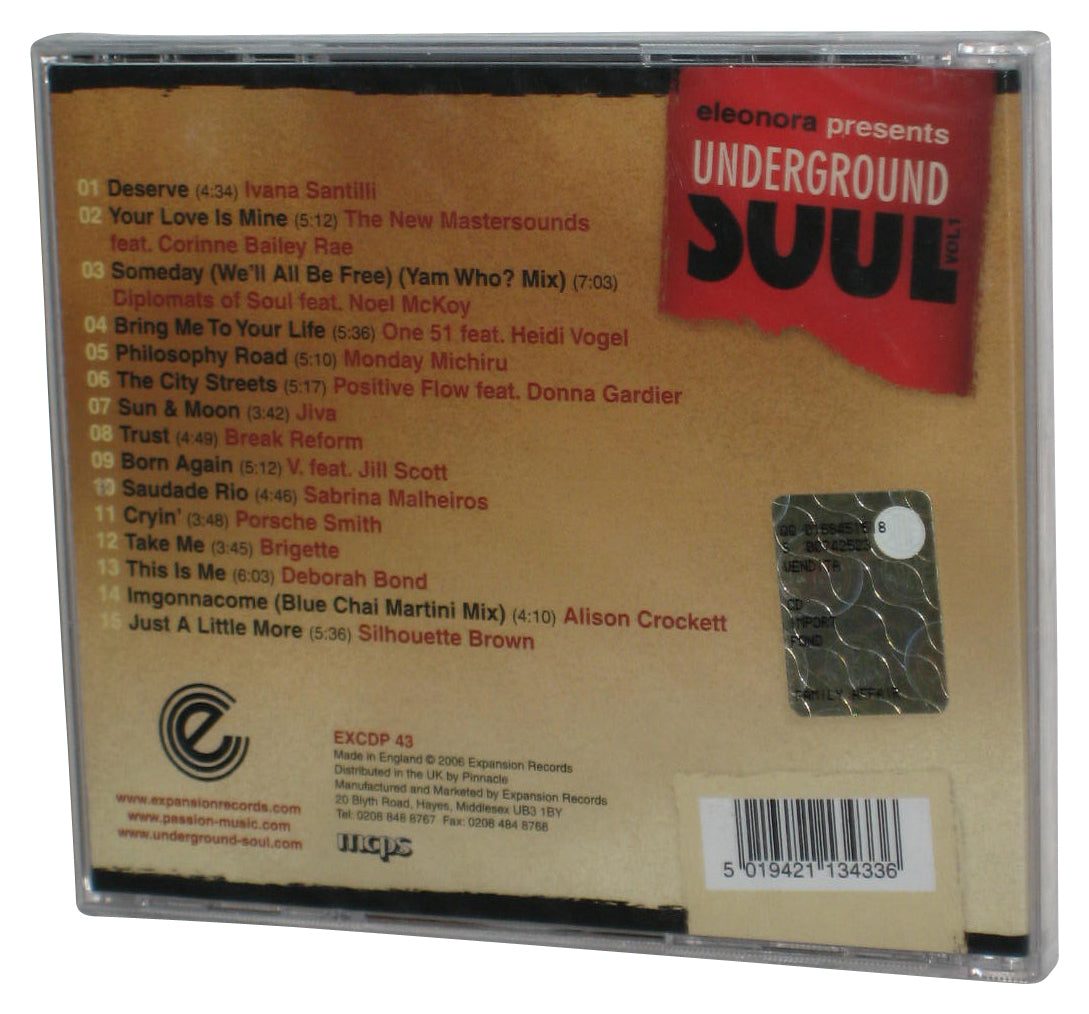 eleonora presents
UNDERGROUND
SOUL
VOL.1
01 Deserve (4:34) Ivana Santilli
02 Your Love Is Mine (5:12) The New Mastersounds
feat. Corinne Bailey Rae
03 Someday (We'll All Be Free) (Yam Who? Mix) (7:03)
Diplomats of Soul feat. Noel McKoy
04 Bring Me To Your Life (5:36) One 51 feat. Heidi Vogel
05 Philosophy Road (5:10) Monday Michiru
06 The City Streets (5:17) Positive Flow feat. Donna Gardier
07 Sun & Moon (3:42) Jiva
08 Trust (4:49) Break Reform
09 Born Again (5:12) V. feat. Jill Scott
10 Saudade Rio (4:46) Sabrina Malheiros
11 Cryin' (3:48) Porsche Smith
12 Take Me (3:45) Brigette
13 This Is Me (6:03) Deborah Bond
14 Imgonnacome (Blue Chai Martini Mix) (4:10) Alison Crockett
15 Just A Little More (5:36) Silhouette Brown
VENDITA
CD
IMPORT
FAMILY AFFAIR
e
www.expansionrecords.com
www.passion-music.com
www.underground-soul.com
EXCDP 43
Made in England © 2006 Expansion Records
Distributed in the UK by Pinnacle
Manufactured and Marketed by Expansion Records
20 Blyth Road, Hayes, Middlesex UB3 1BY
Tel: 0208 848 8767 Fax: 0208 484 8768
mcps
5 019421 134336